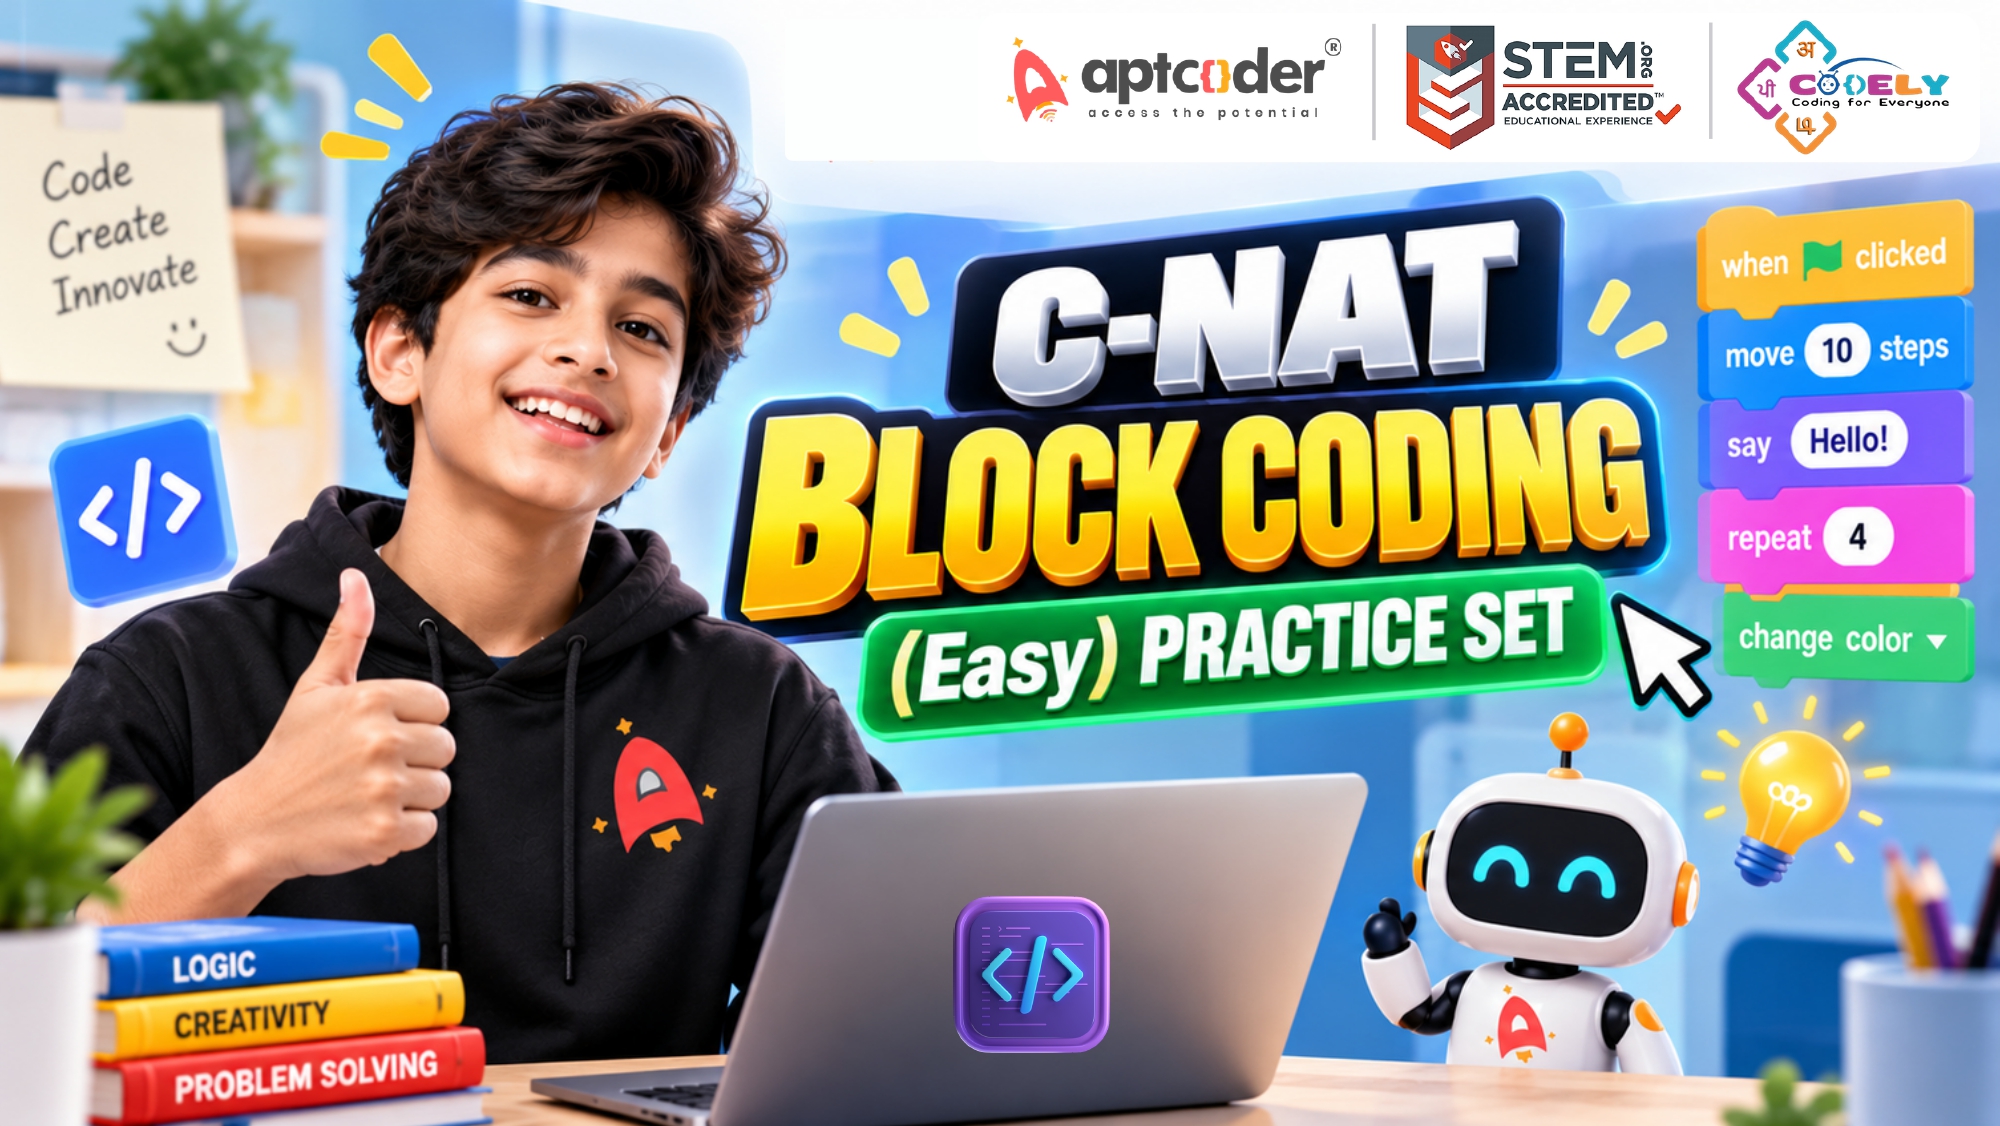 Code
Create
Innovate
aptcoder®
access the potential
STEM.ORG
ACCREDITED™
EDUCATIONAL EXPERIENCE
अ
पी
CODELY
Coding for Everyone
C-NAT
BLOCK CODING
(Easy) PRACTICE SET
when clicked
move 10 steps
say Hello!
repeat 4
change color
</>
</>
LOGIC
CREATIVITY
PROBLEM SOLVING